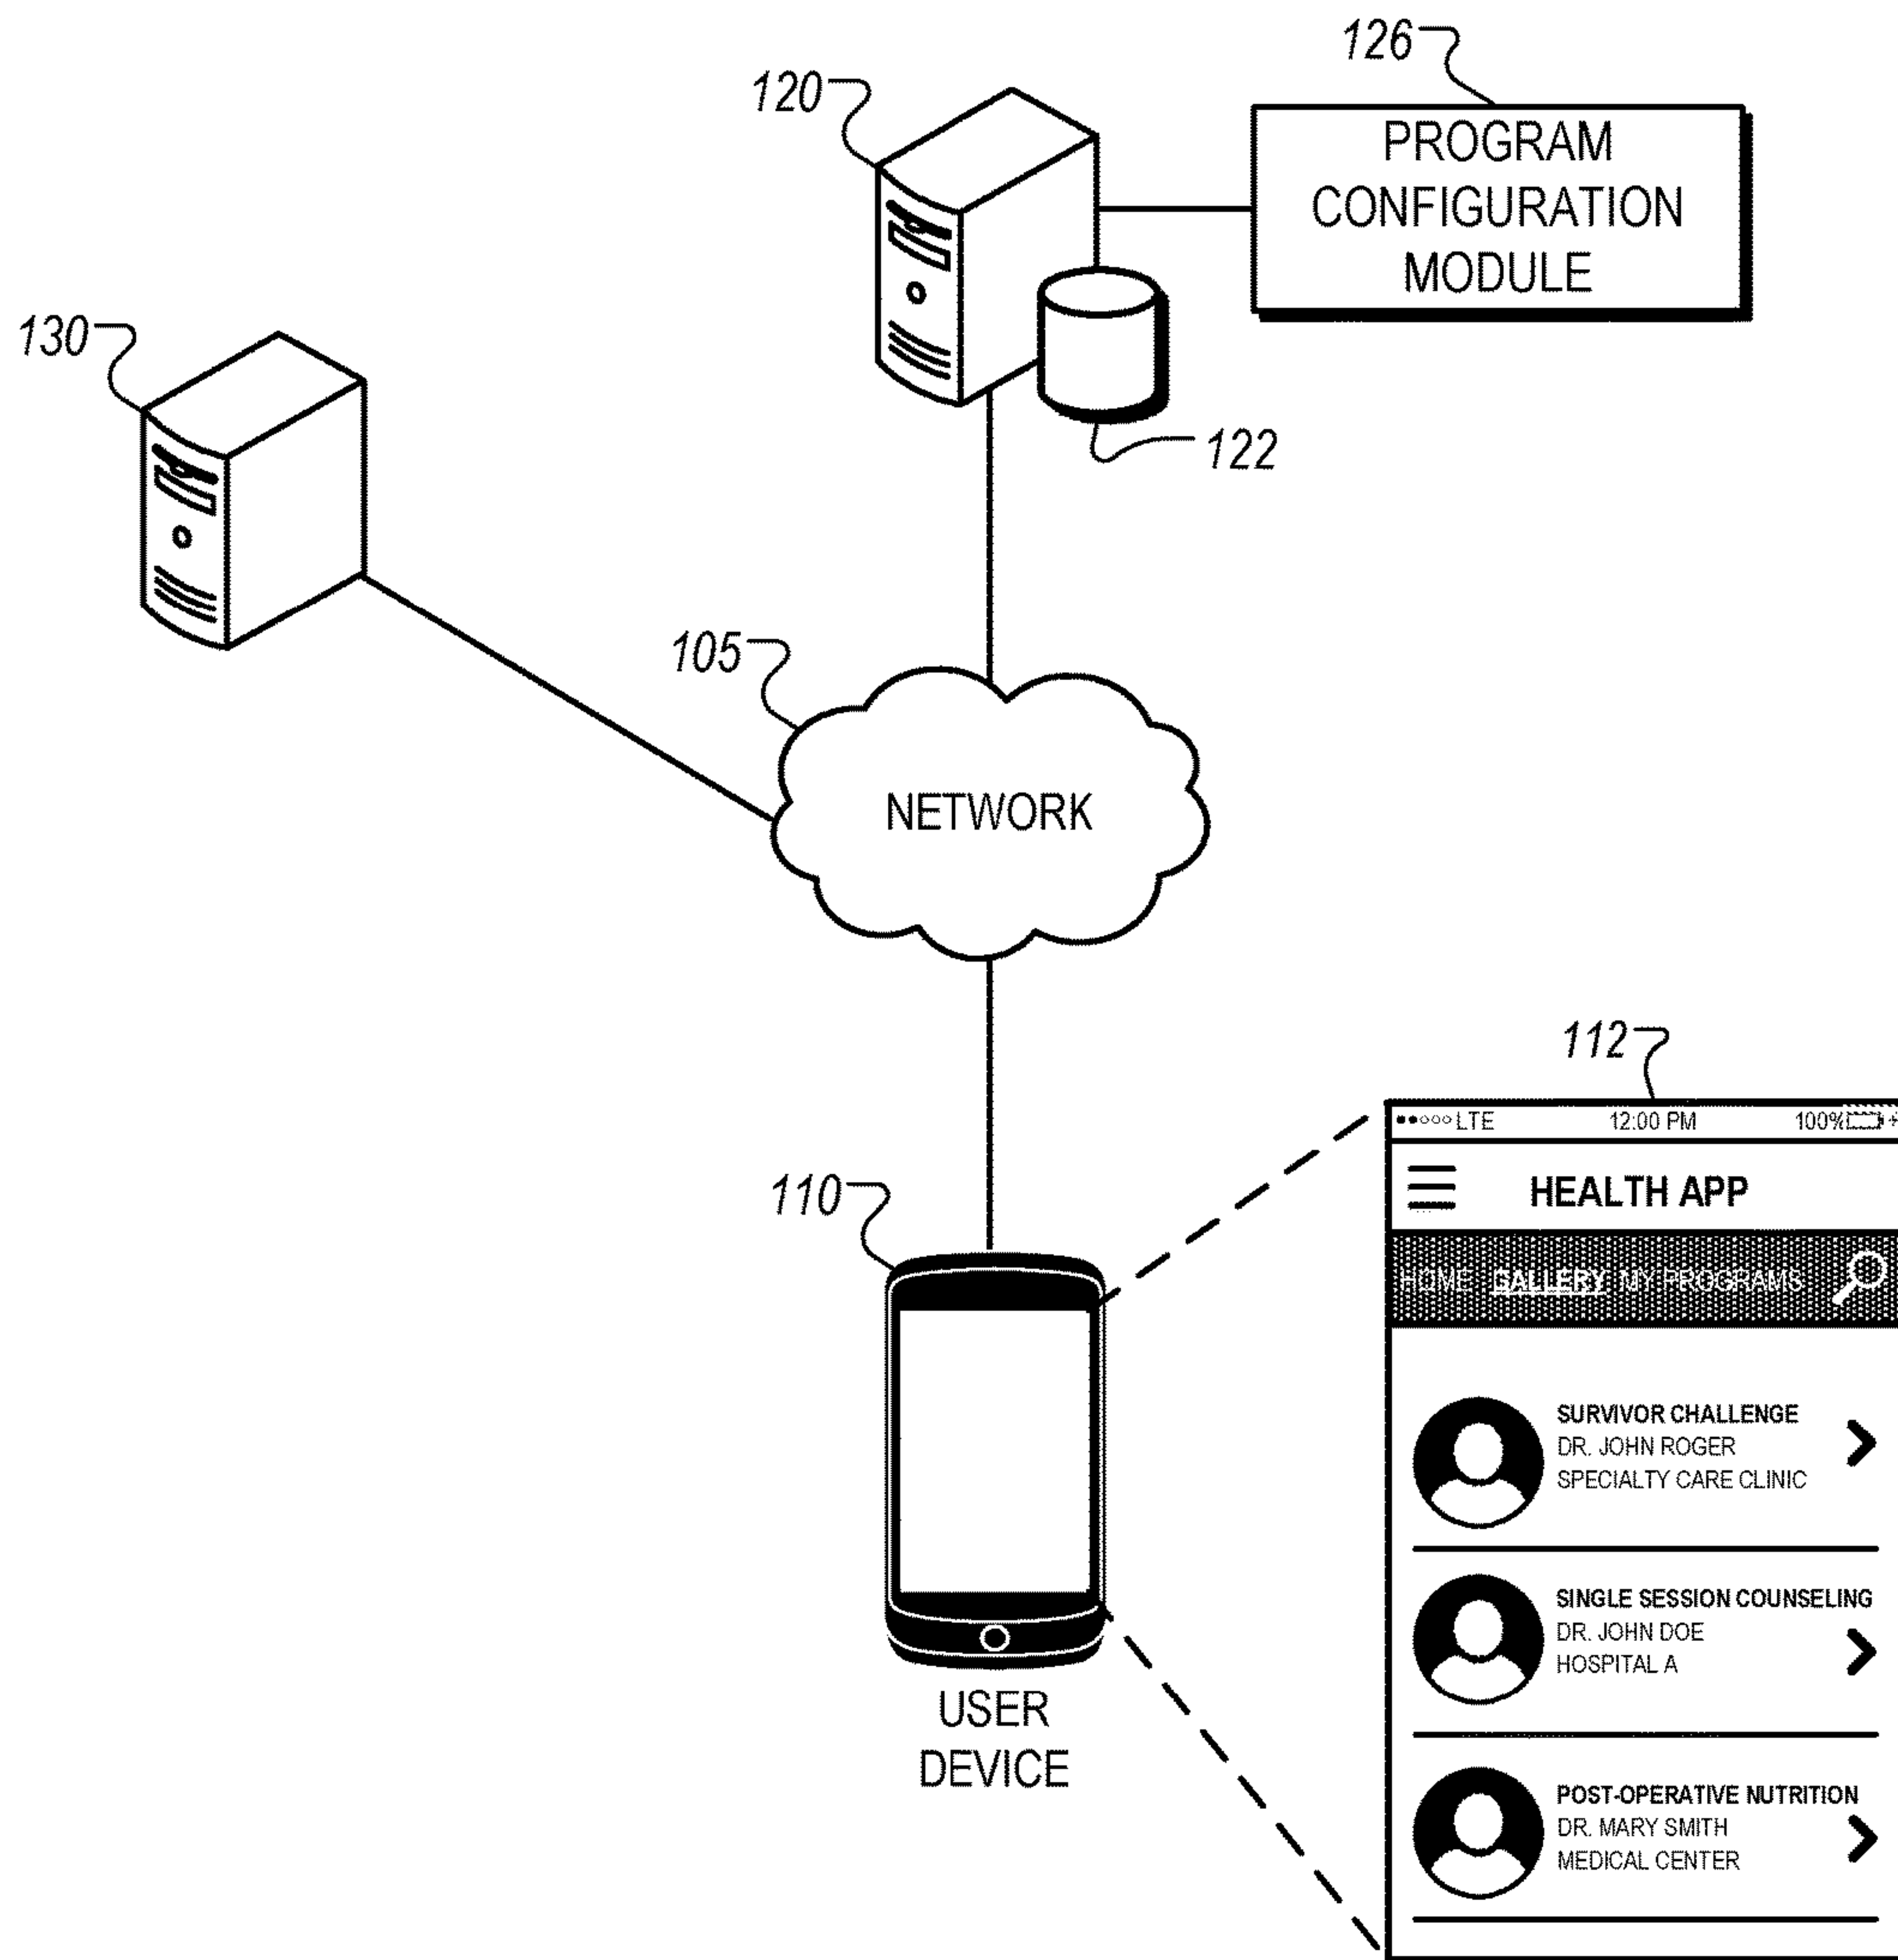 126
120
PROGRAM
CONFIGURATION
MODULE
130
122
105
NETWORK
112
LTE 12:00 PM 100%
110
HEALTH APP
HOME GALLERY MY PROGRAMS
SURVIVOR CHALLENGE
DR. JOHN ROGER
SPECIALTY CARE CLINIC
SINGLE SESSION COUNSELING
DR. JOHN DOE
HOSPITAL A
USER
DEVICE
POST-OPERATIVE NUTRITION
DR. MARY SMITH
MEDICAL CENTER